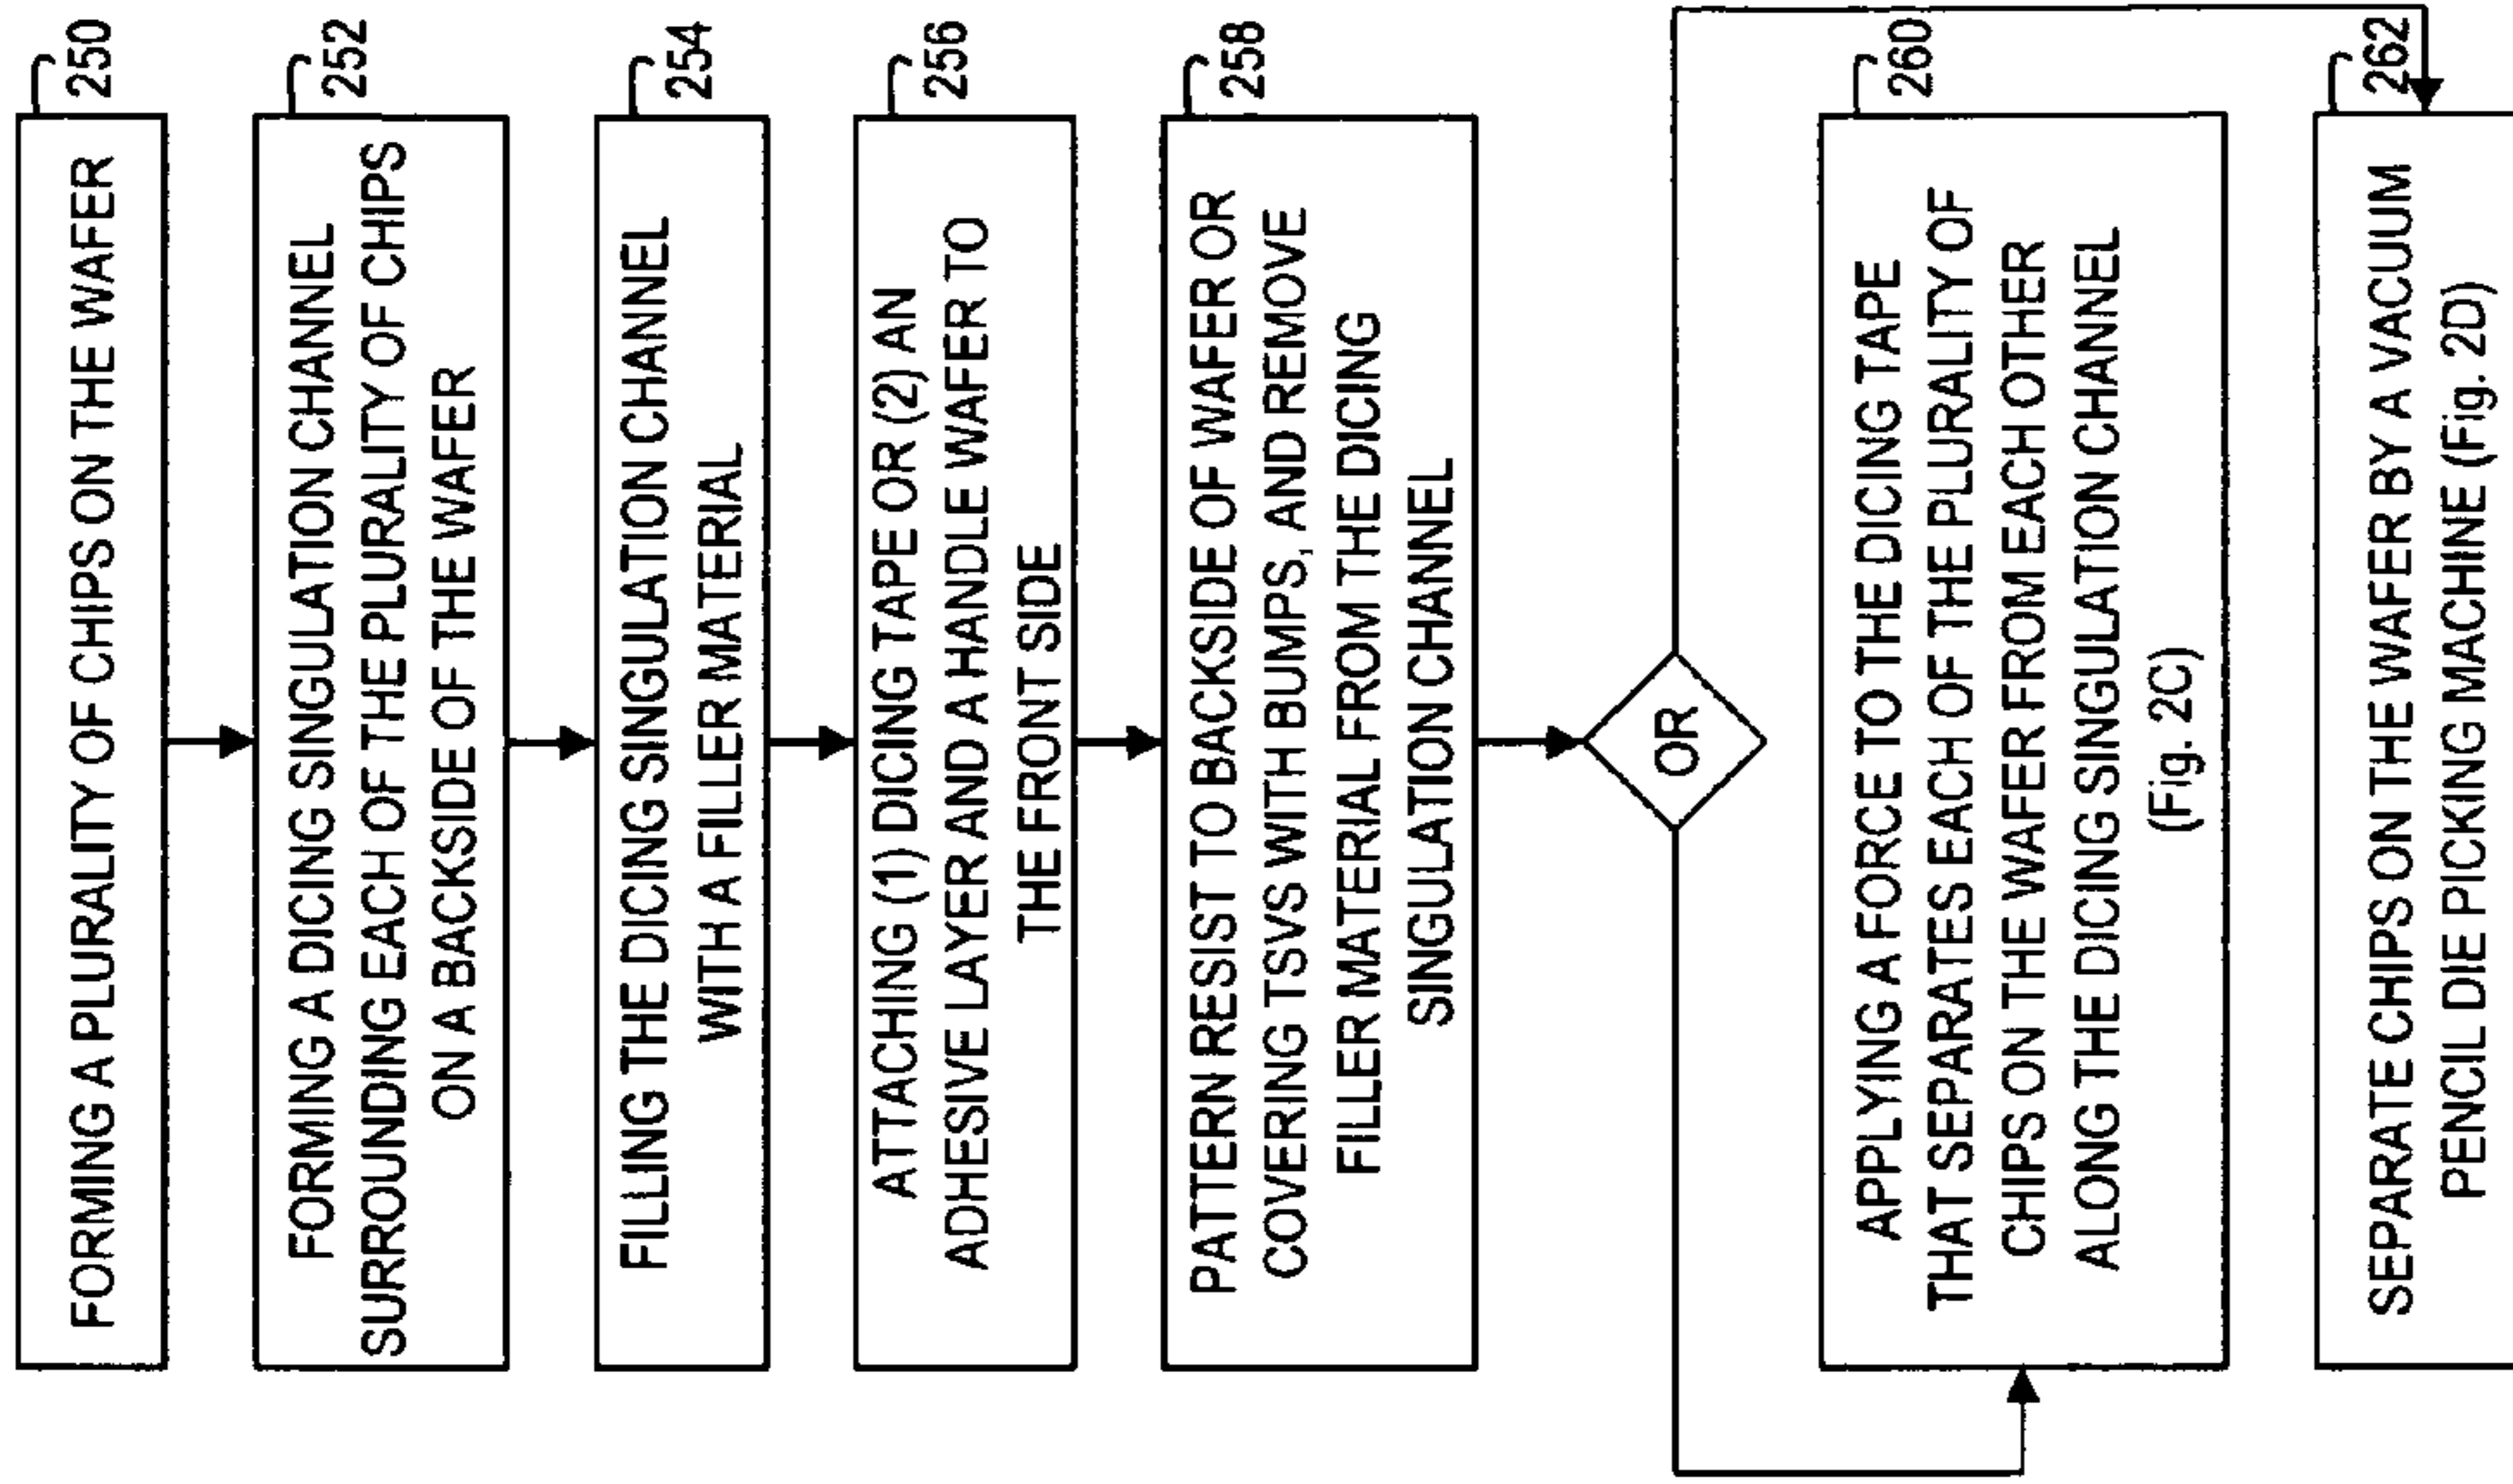 FORMING A PLURALITY OF CHIPS ON THE WAFER
250
FORMING A DICING SINGULATION CHANNEL
SURROUNDING EACH OF THE PLURALITY OF CHIPS
ON A BACKSIDE OF THE WAFER
252
FILLING THE DICING SINGULATION CHANNEL
WITH A FILLER MATERIAL
254
ATTACHING (1) DICING TAPE OR (2) AN
ADHESIVE LAYER AND A HANDLE WAFER TO
THE FRONT SIDE
256
PATTERN RESIST TO BACKSIDE OF WAFER OR
COVERING TSVS WITH BUMPS, AND REMOVE
FILLER MATERIAL FROM THE DICING
SINGULATION CHANNEL
258
OR
APPLYING A FORCE TO THE DICING TAPE
THAT SEPARATES EACH OF THE PLURALITY OF
CHIPS ON THE WAFER FROM EACH OTHER
ALONG THE DICING SINGULATION CHANNEL
(Fig. 2C)
260
SEPARATE CHIPS ON THE WAFER BY A VACUUM
PENCIL DIE PICKING MACHINE (Fig. 2D)
262